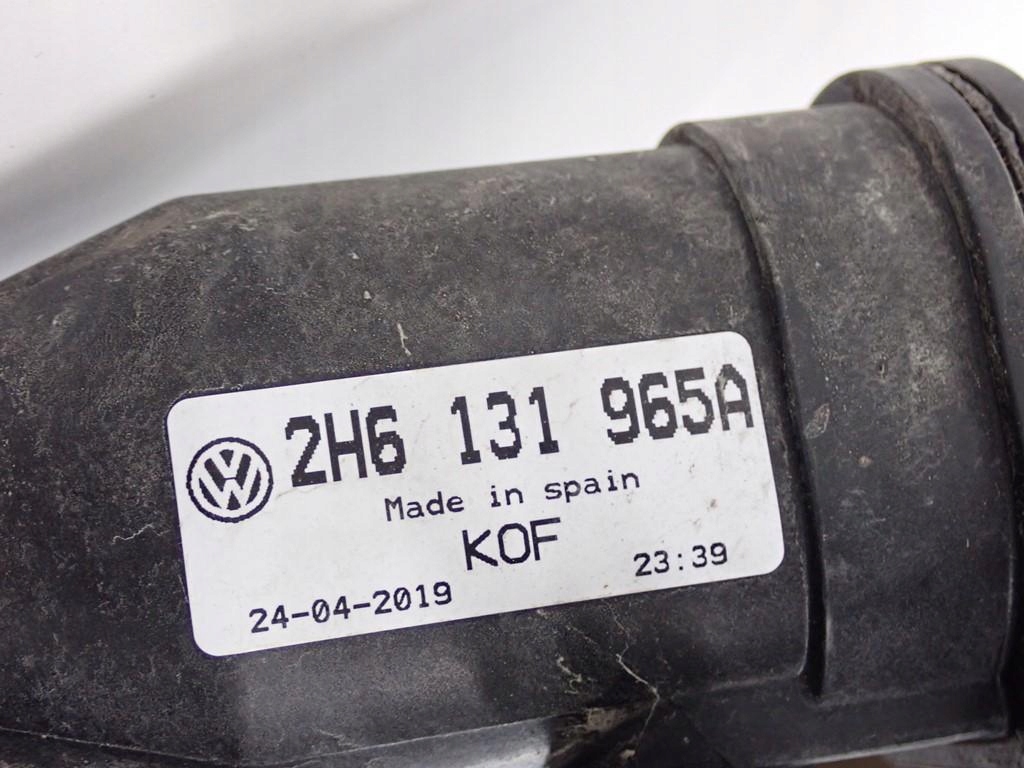 2H6 131 965A
Made in spain
KOF
24-04-2019 23:39